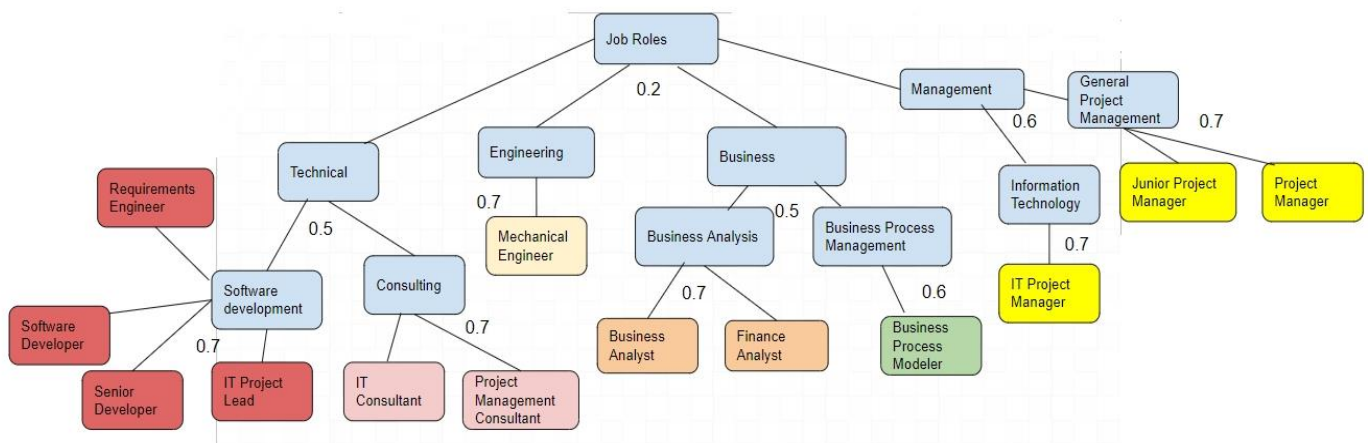 Job Roles
0.2
Management
General
Project
Management
0.6
0.7
Technical
Engineering
Business
Requirements
Engineer
0.5
0.7
Mechanical
Engineer
Business Analysis
0.5
Business Process
Management
Information
Technology
Junior Project
Manager
Project
Manager
0.7
IT Project
Manager
Software
development
Consulting
0.7
0.6
Software
Developer
0.7
Senior
Developer
IT Project
Lead
0.7
IT
Consultant
Project
Management
Consultant
Business
Analyst
Finance
Analyst
Business
Process
Modeler